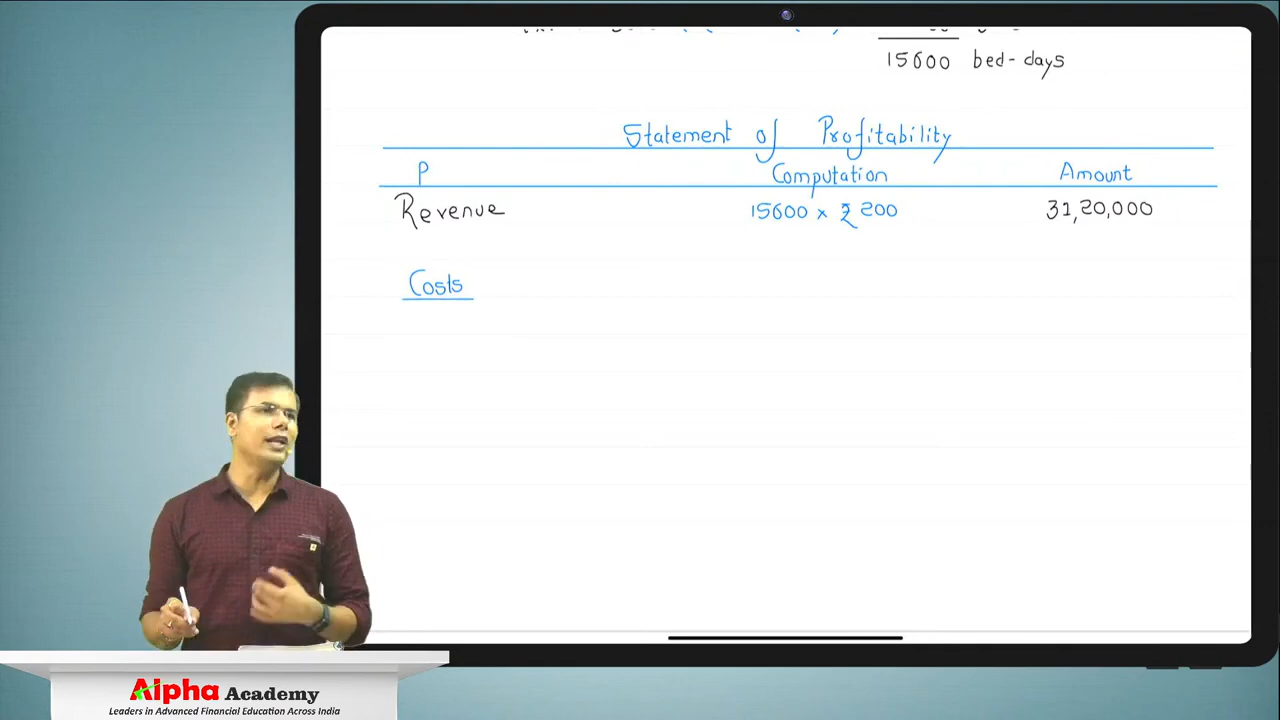 15600 bed-days
Statement of Profitability
P Computation Amount
Revenue 15600 x ₹ 200 31,20,000
Costs
Alpha Academy
Leaders in Advanced Financial Education Across India